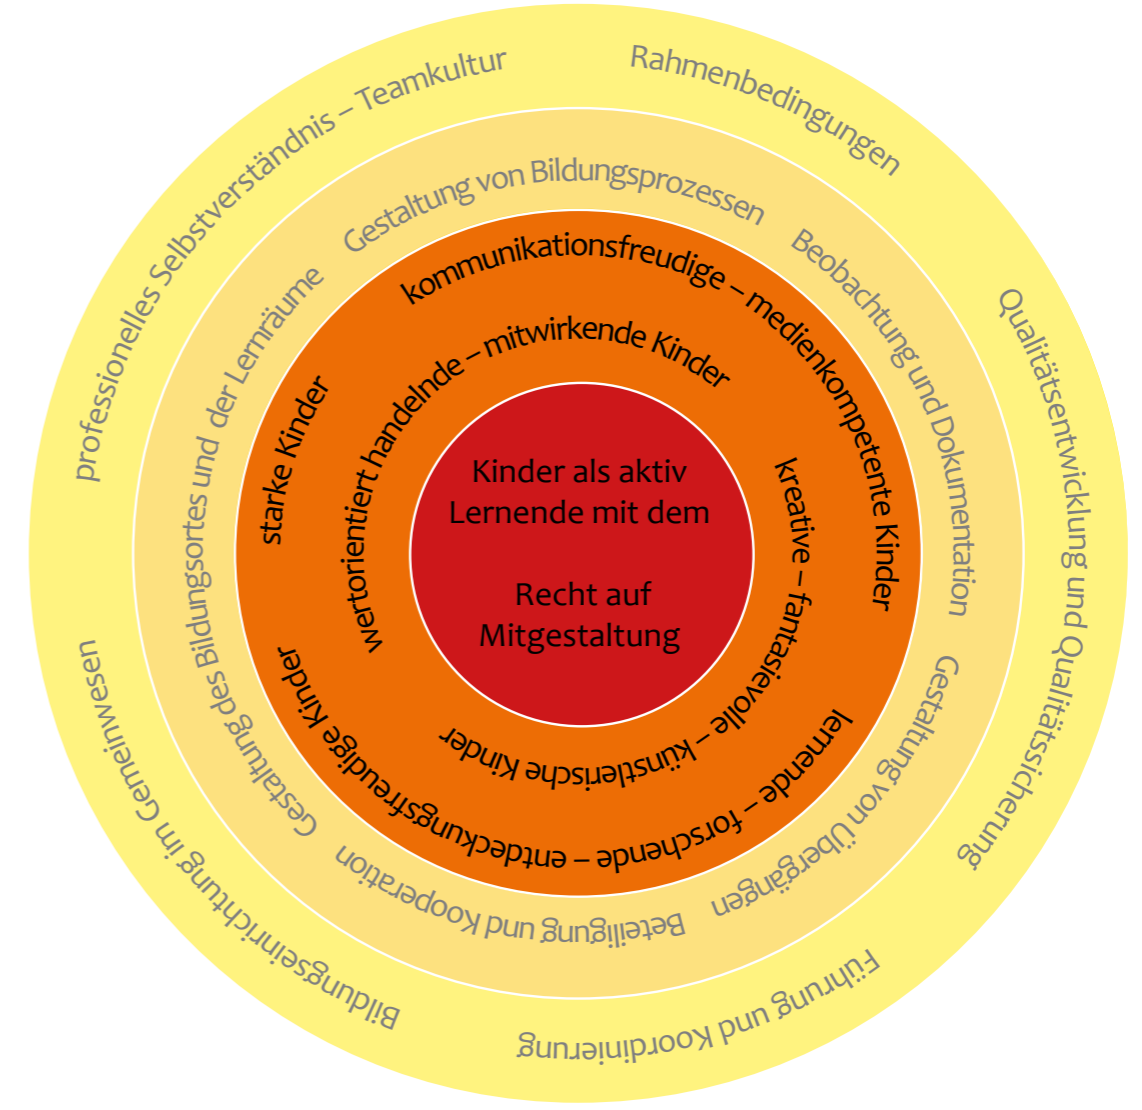 professionelles Selbstverständnis – Teamkultur
Rahmenbedingungen
Qualitätsentwicklung und Qualitätssicherung
Führung und Koordinierung
Bildungseinrichtung im Gemeinwesen
Gestaltung von Bildungsprozessen
Beobachtung und Dokumentation
Gestaltung von Übergängen
Beteiligung und Kooperation
Gestaltung des Bildungsortes und der Lernräume
kommunikationsfreudige – medienkompetente Kinder
lernende – forschende – entdeckungsfreudige Kinder
starke Kinder
wertorientiert handelnde – mitwirkende Kinder
kreative – fantasievolle – künstlerische Kinder
Kinder als aktiv
Lernende mit dem
Recht auf
Mitgestaltung